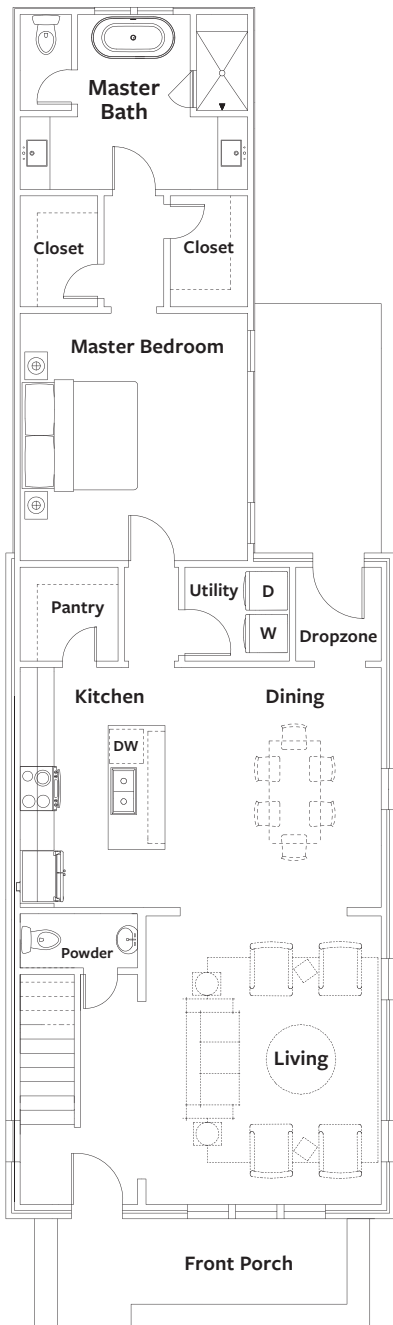 Master
Bath
Closet
Closet
Master Bedroom
Utility
D
Pantry
W
Dropzone
Kitchen
Dining
DW
Powder
Living
Front Porch